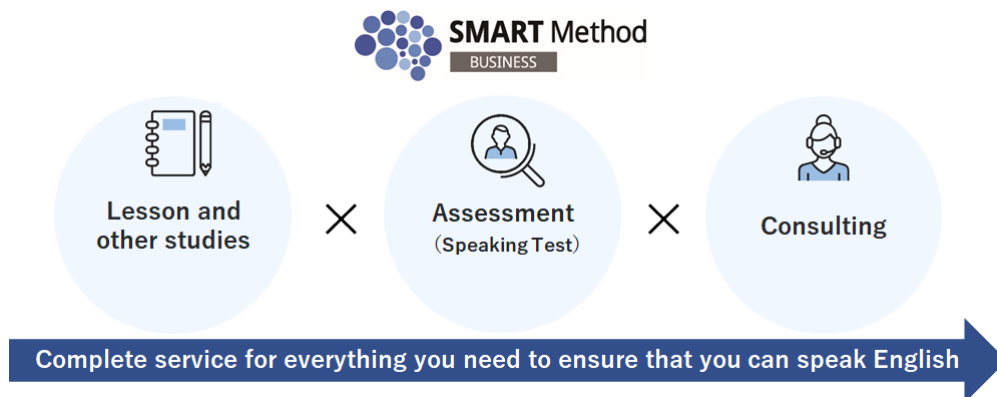 SMART Method
BUSINESS
Lesson and
other studies
×
Assessment
（Speaking Test）
×
Consulting
Complete service for everything you need to ensure that you can speak English